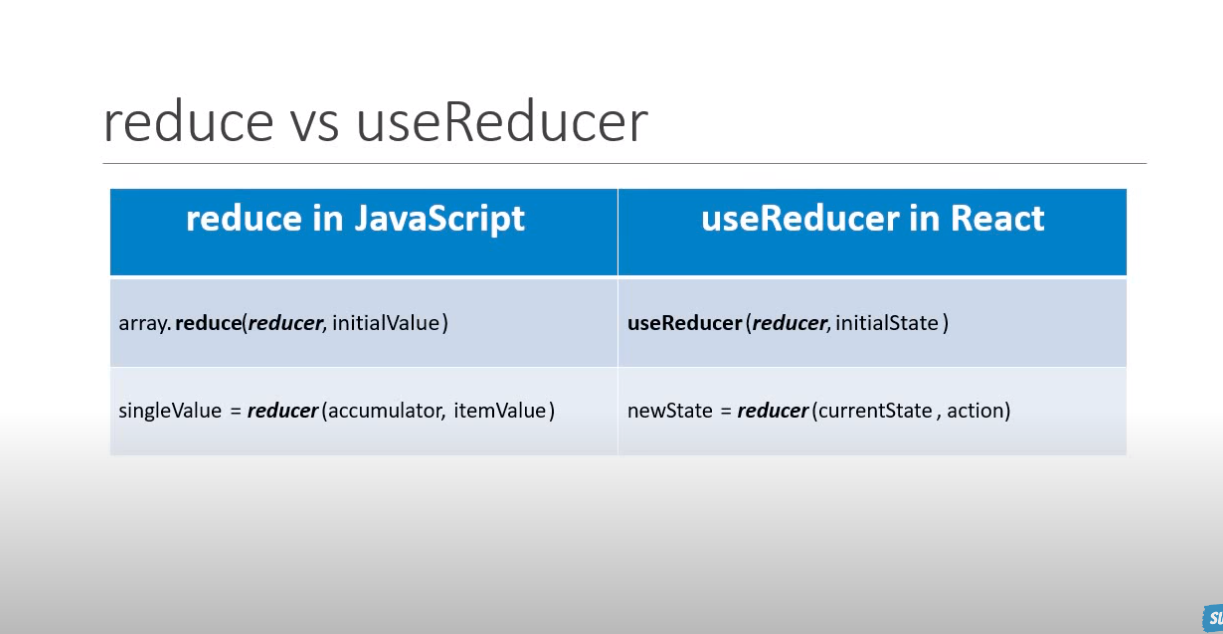 reduce vs useReducer
reduce in JavaScript
useReducer in React
array.reduce(reducer, initialValue)
useReducer(reducer, initialState)
singleValue = reducer(accumulator, itemValue)
newState = reducer(currentState, action)